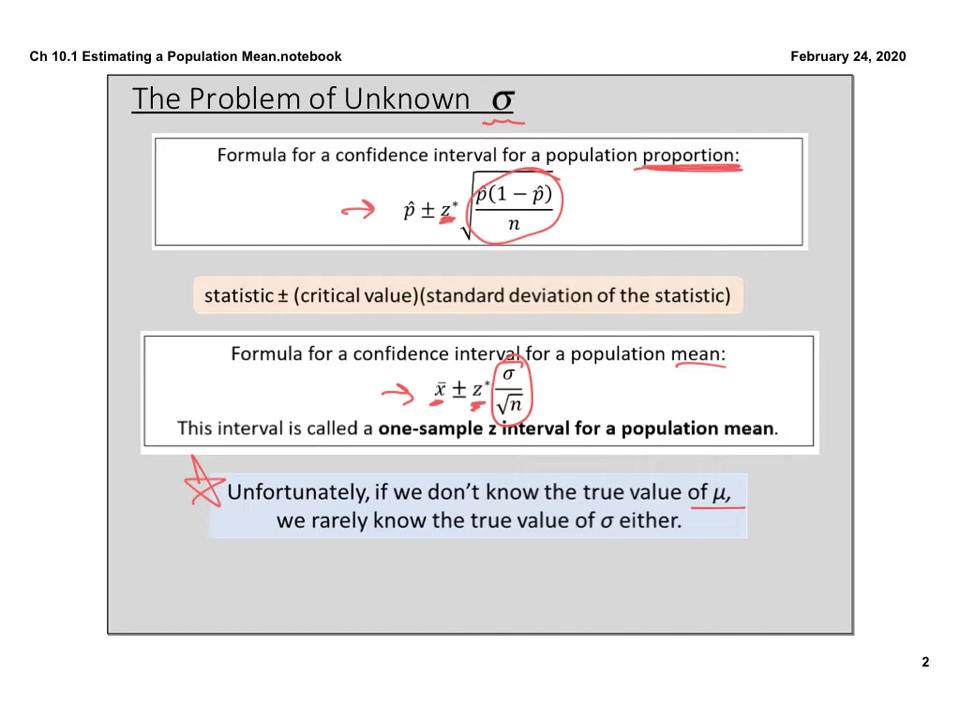 Ch 10.1 Estimating a Population Mean.notebook
February 24, 2020
The Problem of Unknown σ
Formula for a confidence interval for a population proportion:
p̂ ± z* √(p̂(1 − p̂)/n)
statistic ± (critical value)(standard deviation of the statistic)
Formula for a confidence interval for a population mean:
x̄ ± z* σ/√n
This interval is called a one-sample z interval for a population mean.
Unfortunately, if we don't know the true value of μ,
we rarely know the true value of σ either.
2